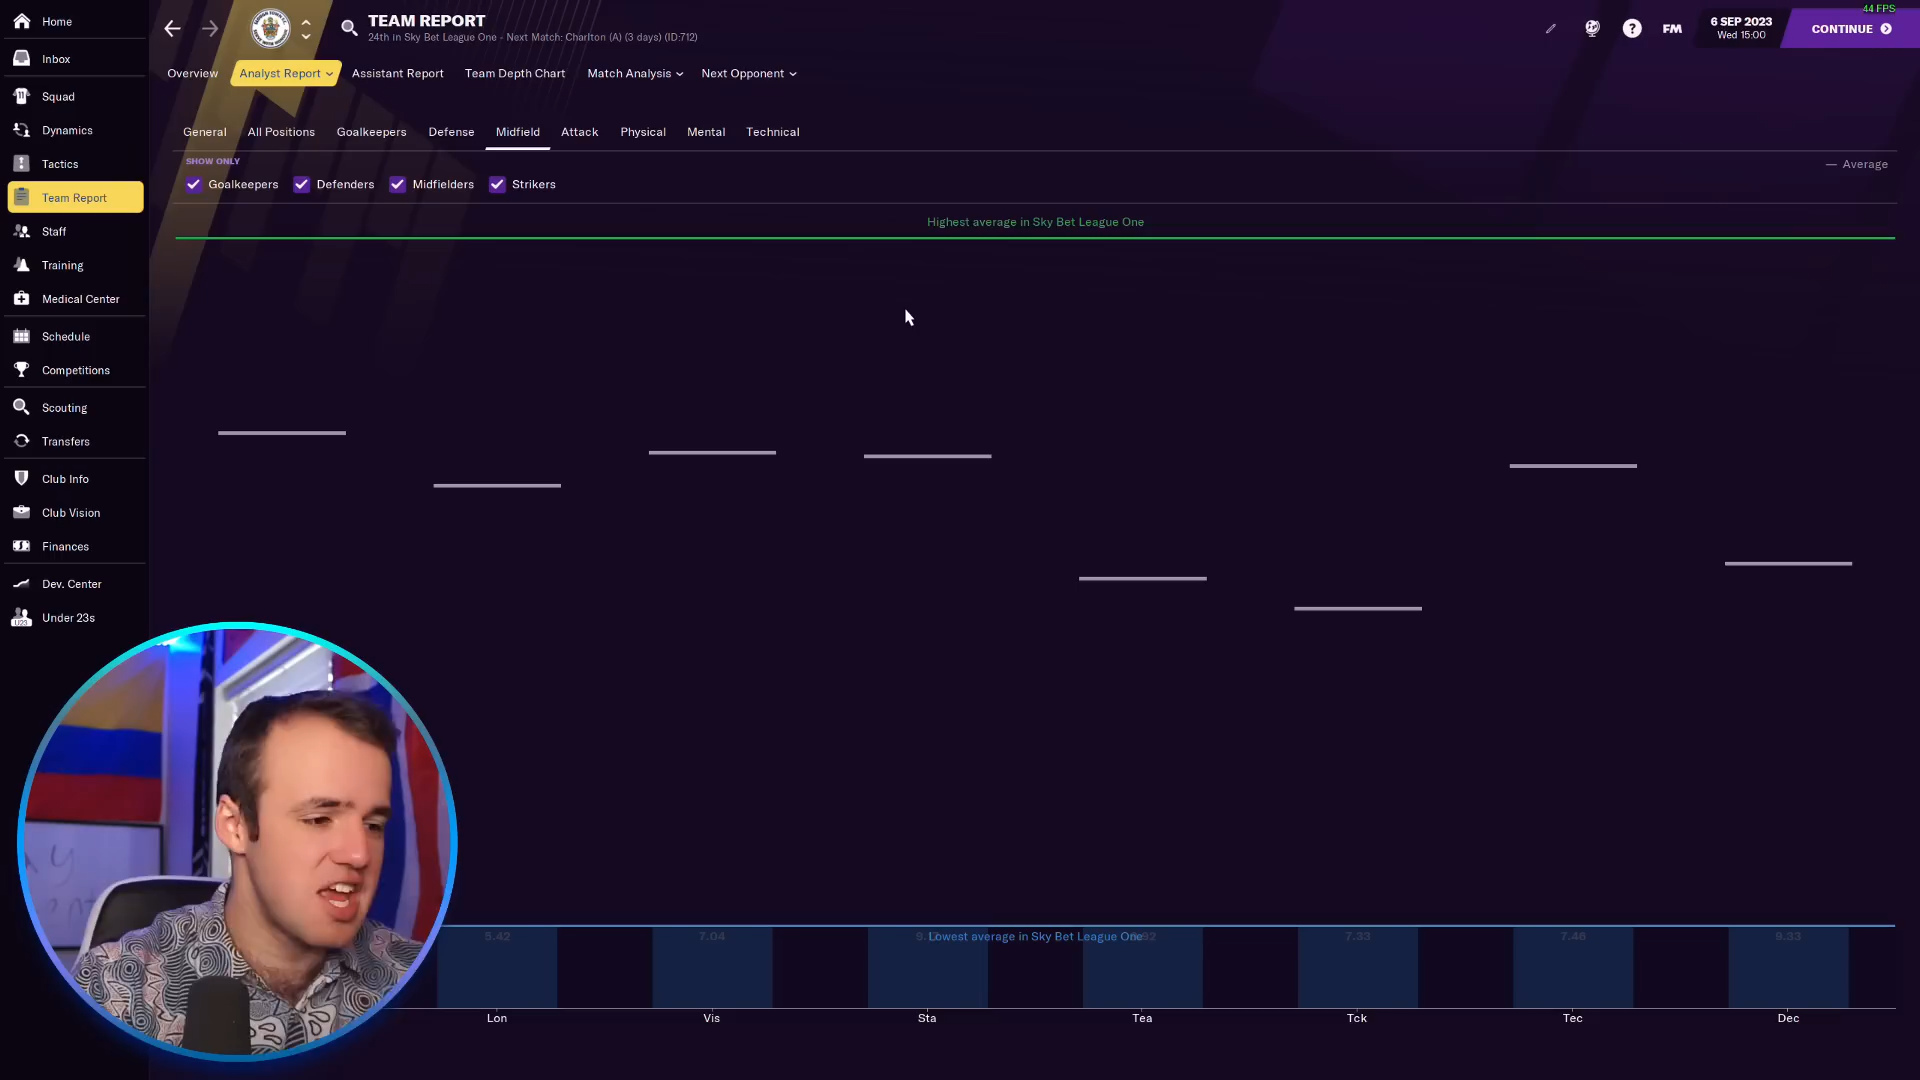 44 FPS
Home
Inbox
Squad
Dynamics
Tactics
Team Report
Staff
Training
Medical Center
Schedule
Competitions
Scouting
Transfers
Club Info
Club Vision
Finances
Dev. Center
Under 23s
TEAM REPORT
24th in Sky Bet League One - Next Match: Charlton (A) (3 days) (ID:712)
FM
6 SEP 2023
Wed 15:00
CONTINUE
Overview Analyst Report Assistant Report Team Depth Chart Match Analysis Next Opponent
General All Positions Goalkeepers Defense Midfield Attack Physical Mental Technical
SHOW ONLY
Average
Goalkeepers Defenders Midfielders Strikers
Highest average in Sky Bet League One
Lowest average in Sky Bet League One
5.42 7.04 7.33 7.46 9.33
Lon Vis Sta Tea Tck Tec Dec